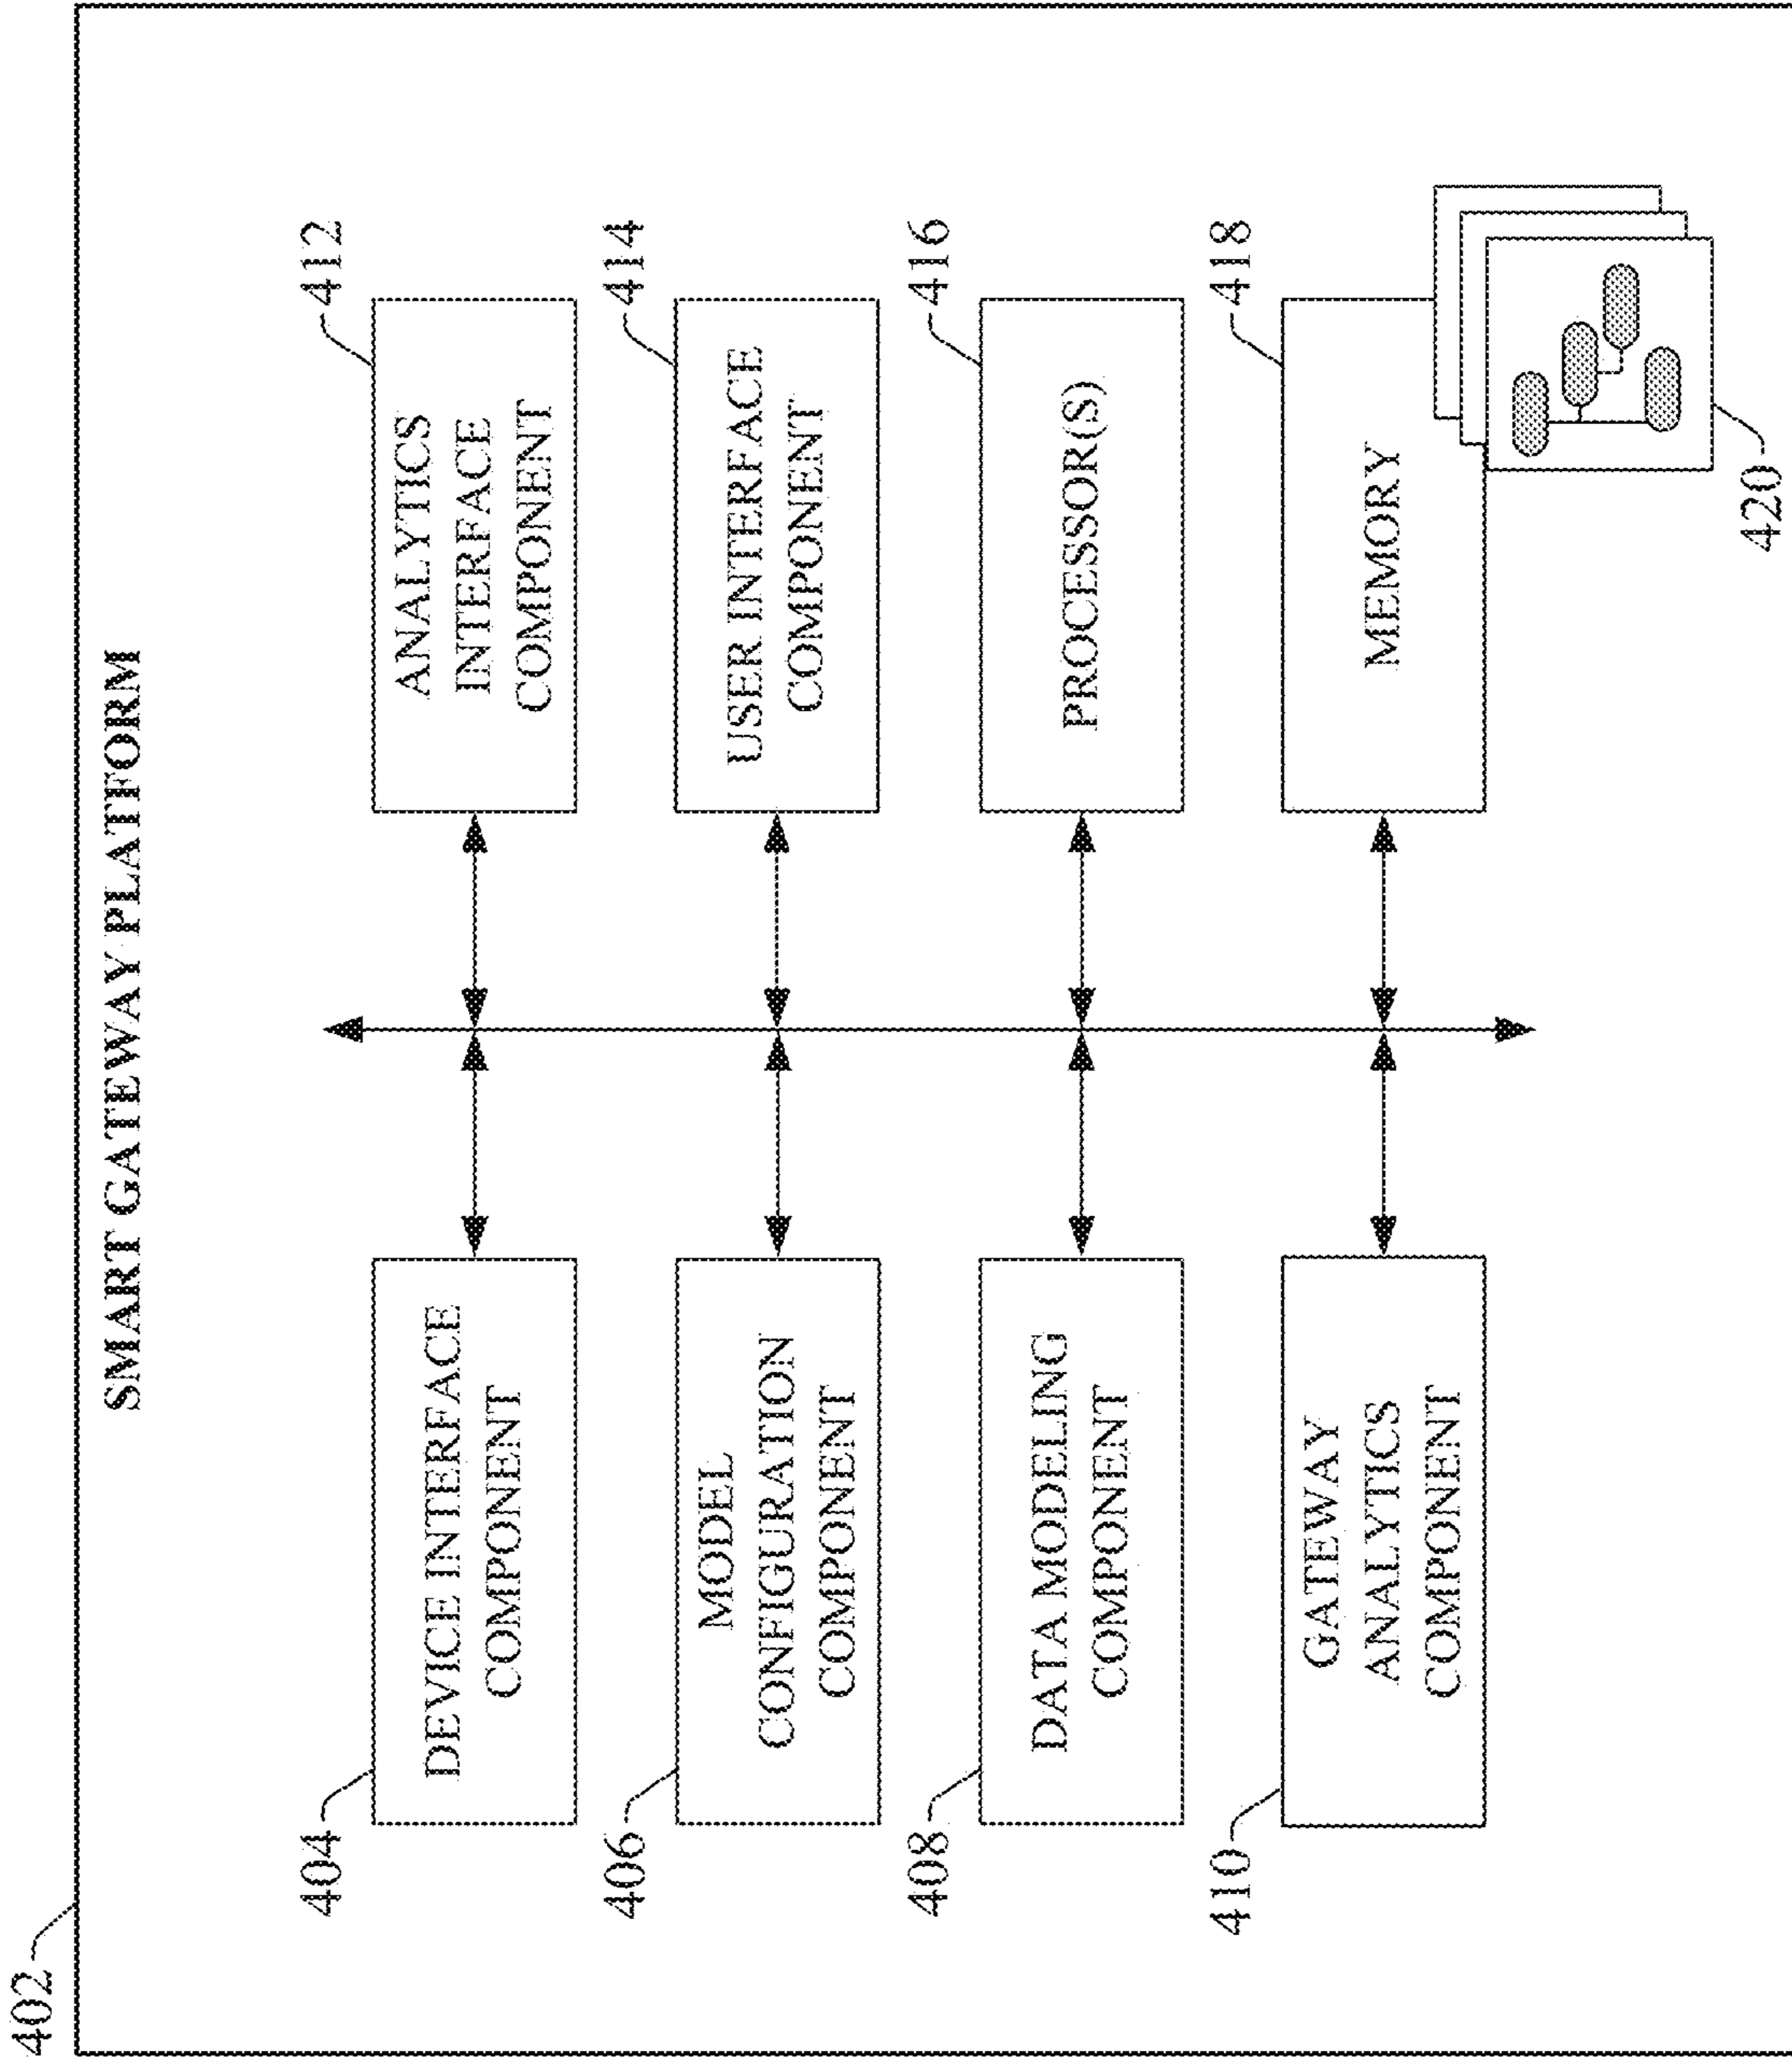 402
SMART GATEWAY PLATFORM
404
DEVICE INTERFACE
COMPONENT
406
MODEL
CONFIGURATION
COMPONENT
408
DATA MODELING
COMPONENT
410
GATEWAY
ANALYTICS
COMPONENT
412
ANALYTICS
INTERFACE
COMPONENT
414
USER INTERFACE
COMPONENT
416
PROCESSOR(S)
418
MEMORY
420